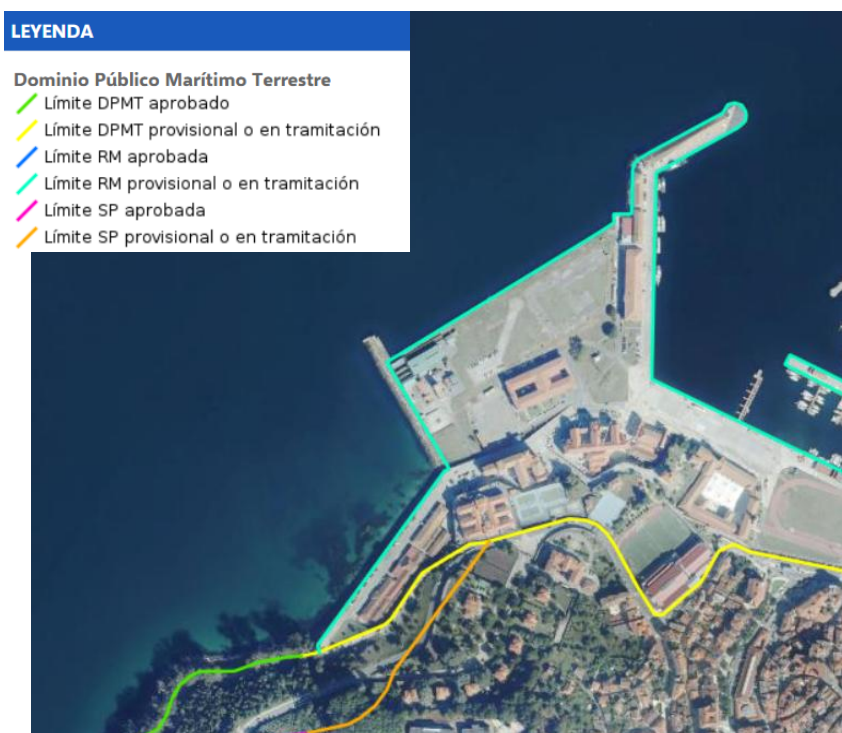 LEYENDA
Dominio Público Marítimo Terrestre
Límite DPMT aprobado
Límite DPMT provisional o en tramitación
Límite RM aprobada
Límite RM provisional o en tramitación
Límite SP aprobada
Límite SP provisional o en tramitación